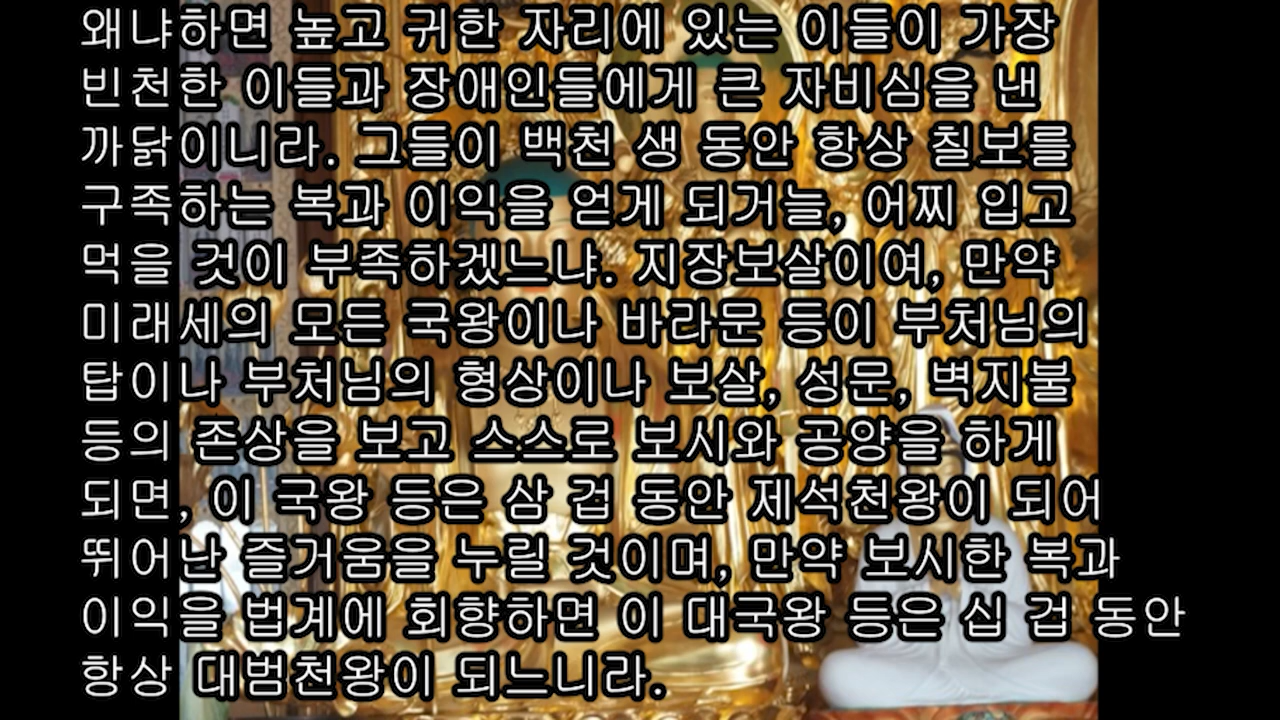 왜냐하면 높고 귀한 자리에 있는 이들이 가장
빈천한 이들과 장애인들에게 큰 자비심을 낸
까닭이니라. 그들이 백천 생 동안 항상 칠보를
구족하는 복과 이익을 얻게 되거늘, 어찌 입고
먹을 것이 부족하겠느냐. 지장보살이여, 만약
미래세의 모든 국왕이나 바라문 등이 부처님의
탑이나 부처님의 형상이나 보살, 성문, 벽지불
등의 존상을 보고 스스로 보시와 공양을 하게
되면, 이 국왕 등은 삼 겁 동안 제석천왕이 되어
뛰어난 즐거움을 누릴 것이며, 만약 보시한 복과
이익을 법계에 회향하면 이 대국왕 등은 십 겁 동안
항상 대범천왕이 되느니라.